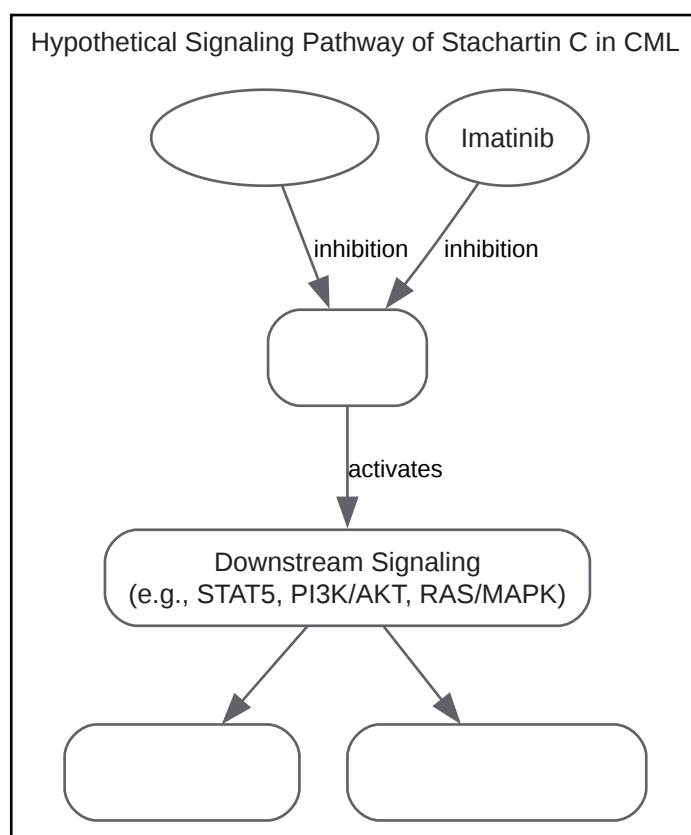 Hypothetical Signaling Pathway of Stachartin C in CML
Imatinib
inhibition
inhibition
activates
Downstream Signaling
(e.g., STAT5, PI3K/AKT, RAS/MAPK)